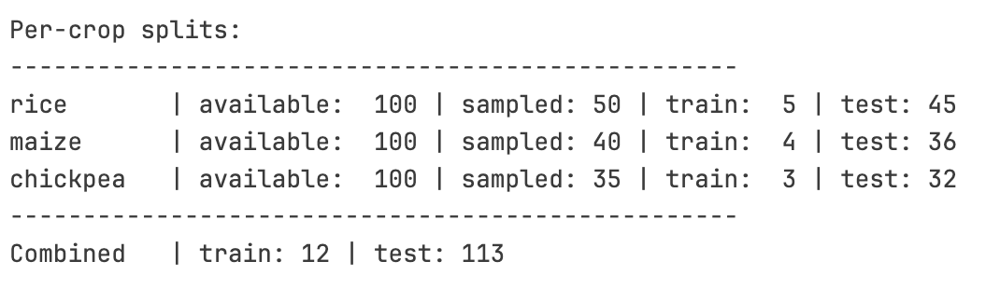 Per-crop splits:
--------------------------------------------------
rice       | available:  100 | sampled: 50 | train:  5 | test: 45
maize      | available:  100 | sampled: 40 | train:  4 | test: 36
chickpea   | available:  100 | sampled: 35 | train:  3 | test: 32
--------------------------------------------------
Combined   | train: 12 | test: 113